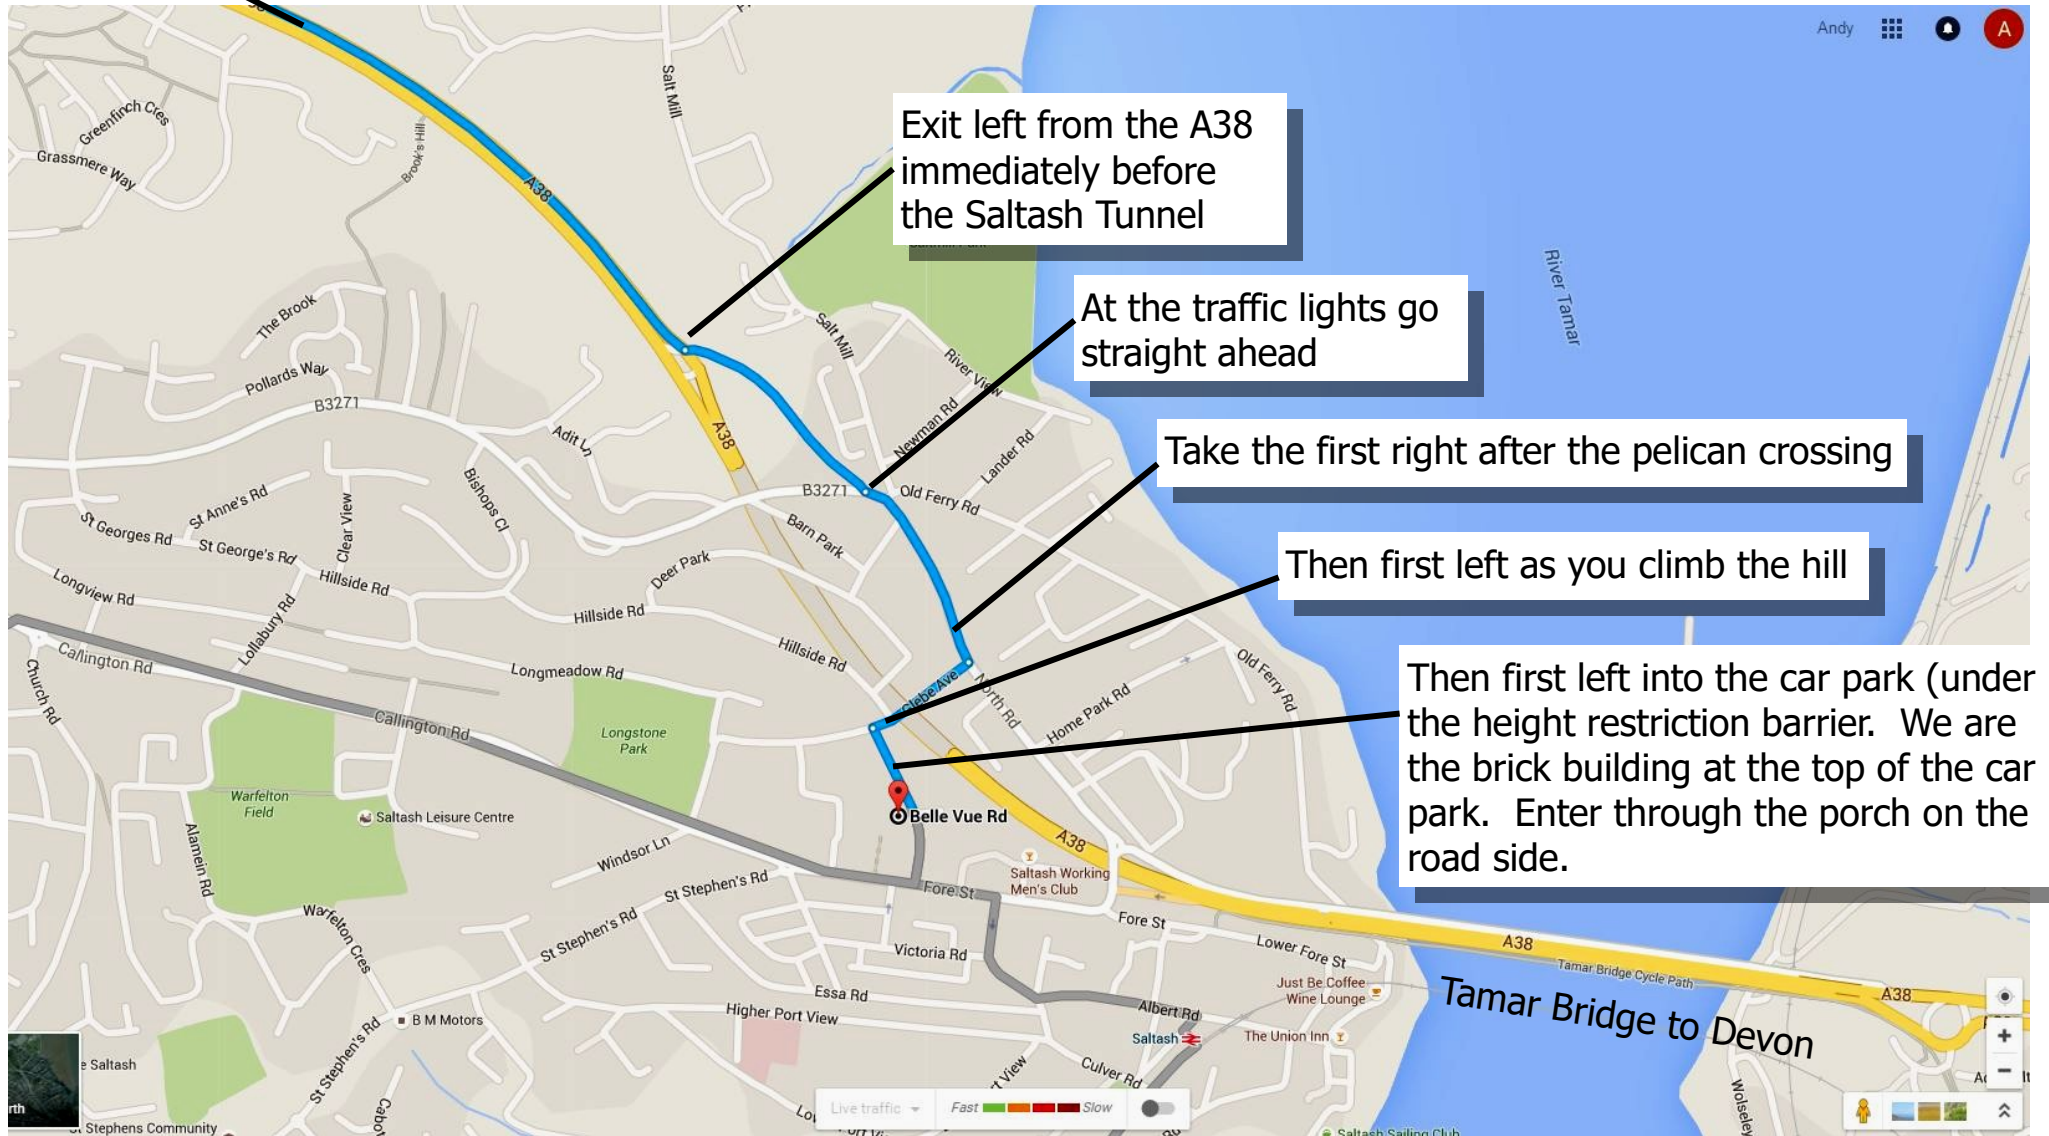 Andy
A
Salt Mill
Greenfinch Cres
Grassmere Way
Brook's Hill
A38
Exit left from the A38
immediately before
the Saltash Tunnel
River Tamar
At the traffic lights go
straight ahead
The Brook
Salt Mill
River View
Pollards Way
B3271
Newman Rd
Adit Ln
A38
Lander Rd
Take the first right after the pelican crossing
Bishops Cl
B3271
Old Ferry Rd
St Anne's Rd
Clear View
Barn Park
St Georges Rd
St George's Rd
Deer Park
Then first left as you climb the hill
Longview Rd
Hillside Rd
Lollabury Rd
Hillside Rd
Hillside Rd
Callington Rd
Church Rd
Longmeadow Rd
Glebe Ave
North Rd
Old Ferry Rd
Home Park Rd
Then first left into the car park (under
the height restriction barrier. We are
the brick building at the top of the car
park. Enter through the porch on the
road side.
Callington Rd
Longstone
Park
Warfelton
Field
Saltash Leisure Centre
Belle Vue Rd
Alamein Rd
Windsor Ln
A38
Saltash Working
Men's Club
St Stephen's Rd
Fore St
Warfelton Cres
St Stephen's Rd
Fore St
Victoria Rd
Lower Fore St
A38
Tamar Bridge Cycle Path
Just Be Coffee
Wine Lounge
Tamar Bridge to Devon
A38
Essa Rd
Higher Port View
Albert Rd
B M Motors
Saltash
The Union Inn
St Stephen's Rd
e Saltash
Culver Rd
rt View
Wolseley
rth
Live traffic
Fast
Slow
St Stephens Community
Saltash Sailing Club